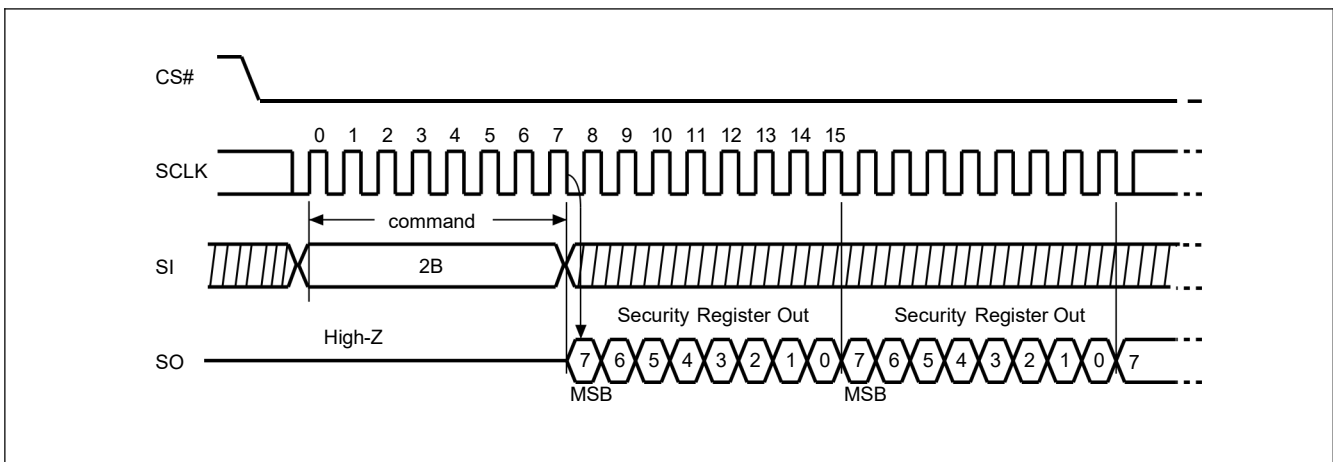 CS#
0 1 2 3 4 5 6 7 8 9 10 11 12 13 14 15
SCLK
command
SI 2B
Security Register Out Security Register Out
High-Z
SO 7 6 5 4 3 2 1 0 7 6 5 4 3 2 1 0 7
MSB MSB